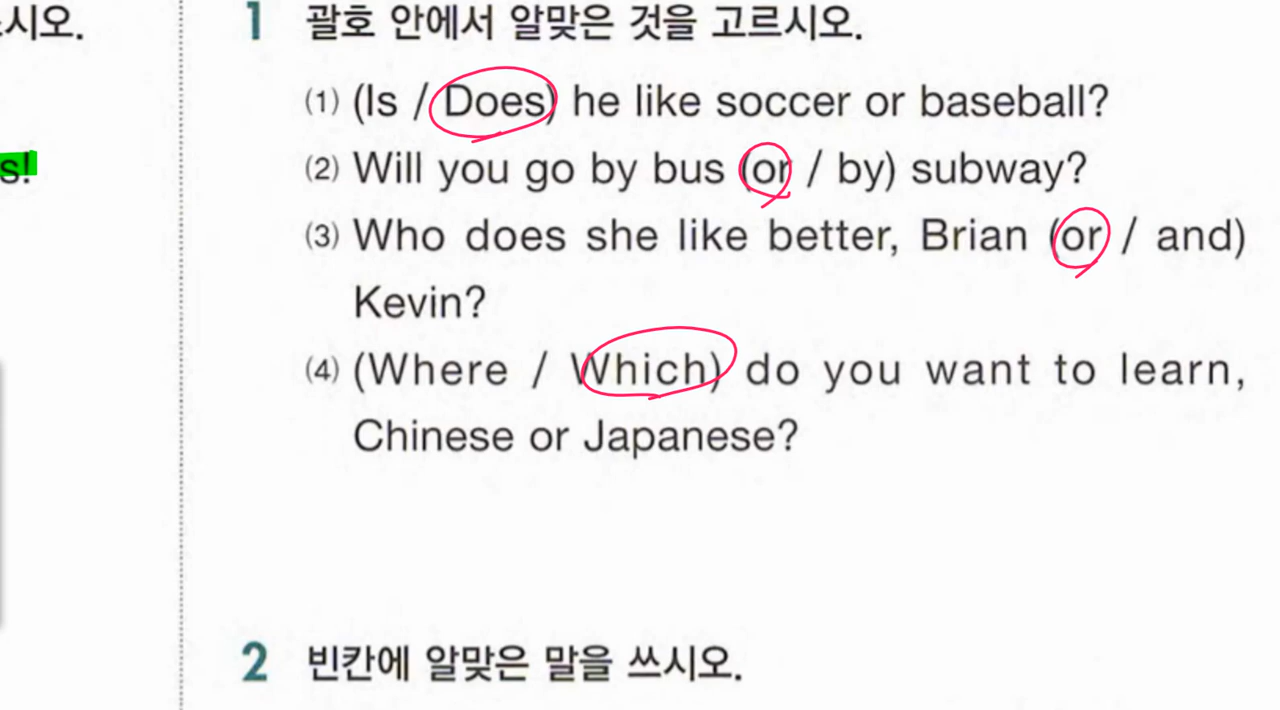 시오.
s!
1 괄호 안에서 알맞은 것을 고르시오.
(1) (Is / Does) he like soccer or baseball?
(2) Will you go by bus (or / by) subway?
(3) Who does she like better, Brian (or / and)
Kevin?
(4) (Where / Which) do you want to learn,
Chinese or Japanese?
2 빈칸에 알맞은 말을 쓰시오.